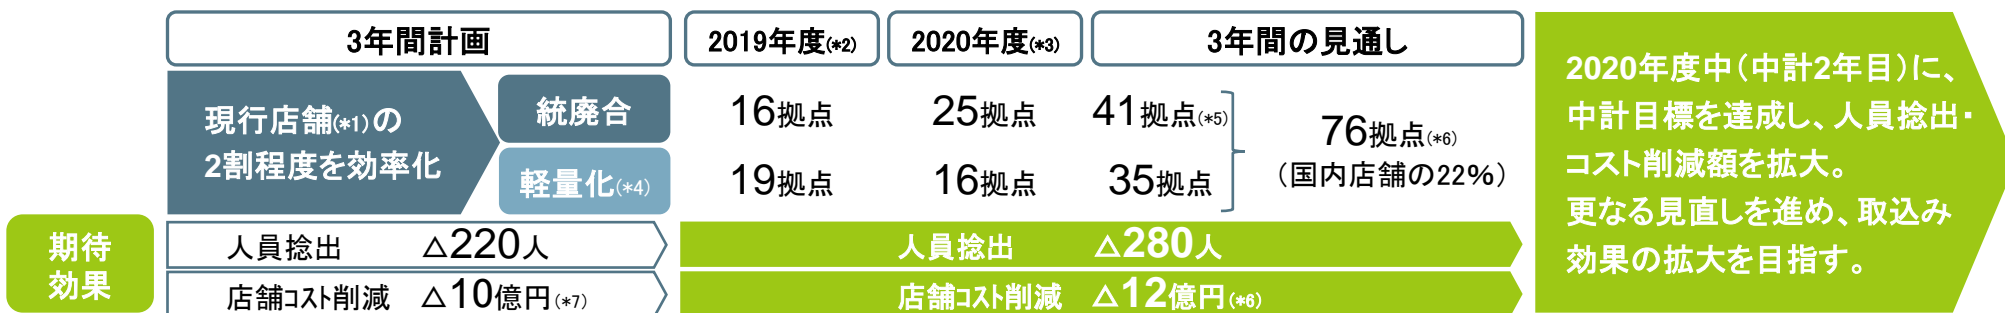 3年間計画
2019年度(*2)
2020年度(*3)
3年間の見通し
現行店舗(*1)の
2割程度を効率化
統廃合
16拠点
25拠点
41拠点(*5)
軽量化(*4)
19拠点
16拠点
35拠点
76拠点(*6)
(国内店舗の22%)
期待
効果
人員捻出 △220人
人員捻出 △280人
店舗コスト削減 △10億円(*7)
店舗コスト削減 △12億円(*6)
2020年度中(中計2年目)に、
中計目標を達成し、人員捻出・
コスト削減額を拡大。
更なる見直しを進め、取込み
効果の拡大を目指す。